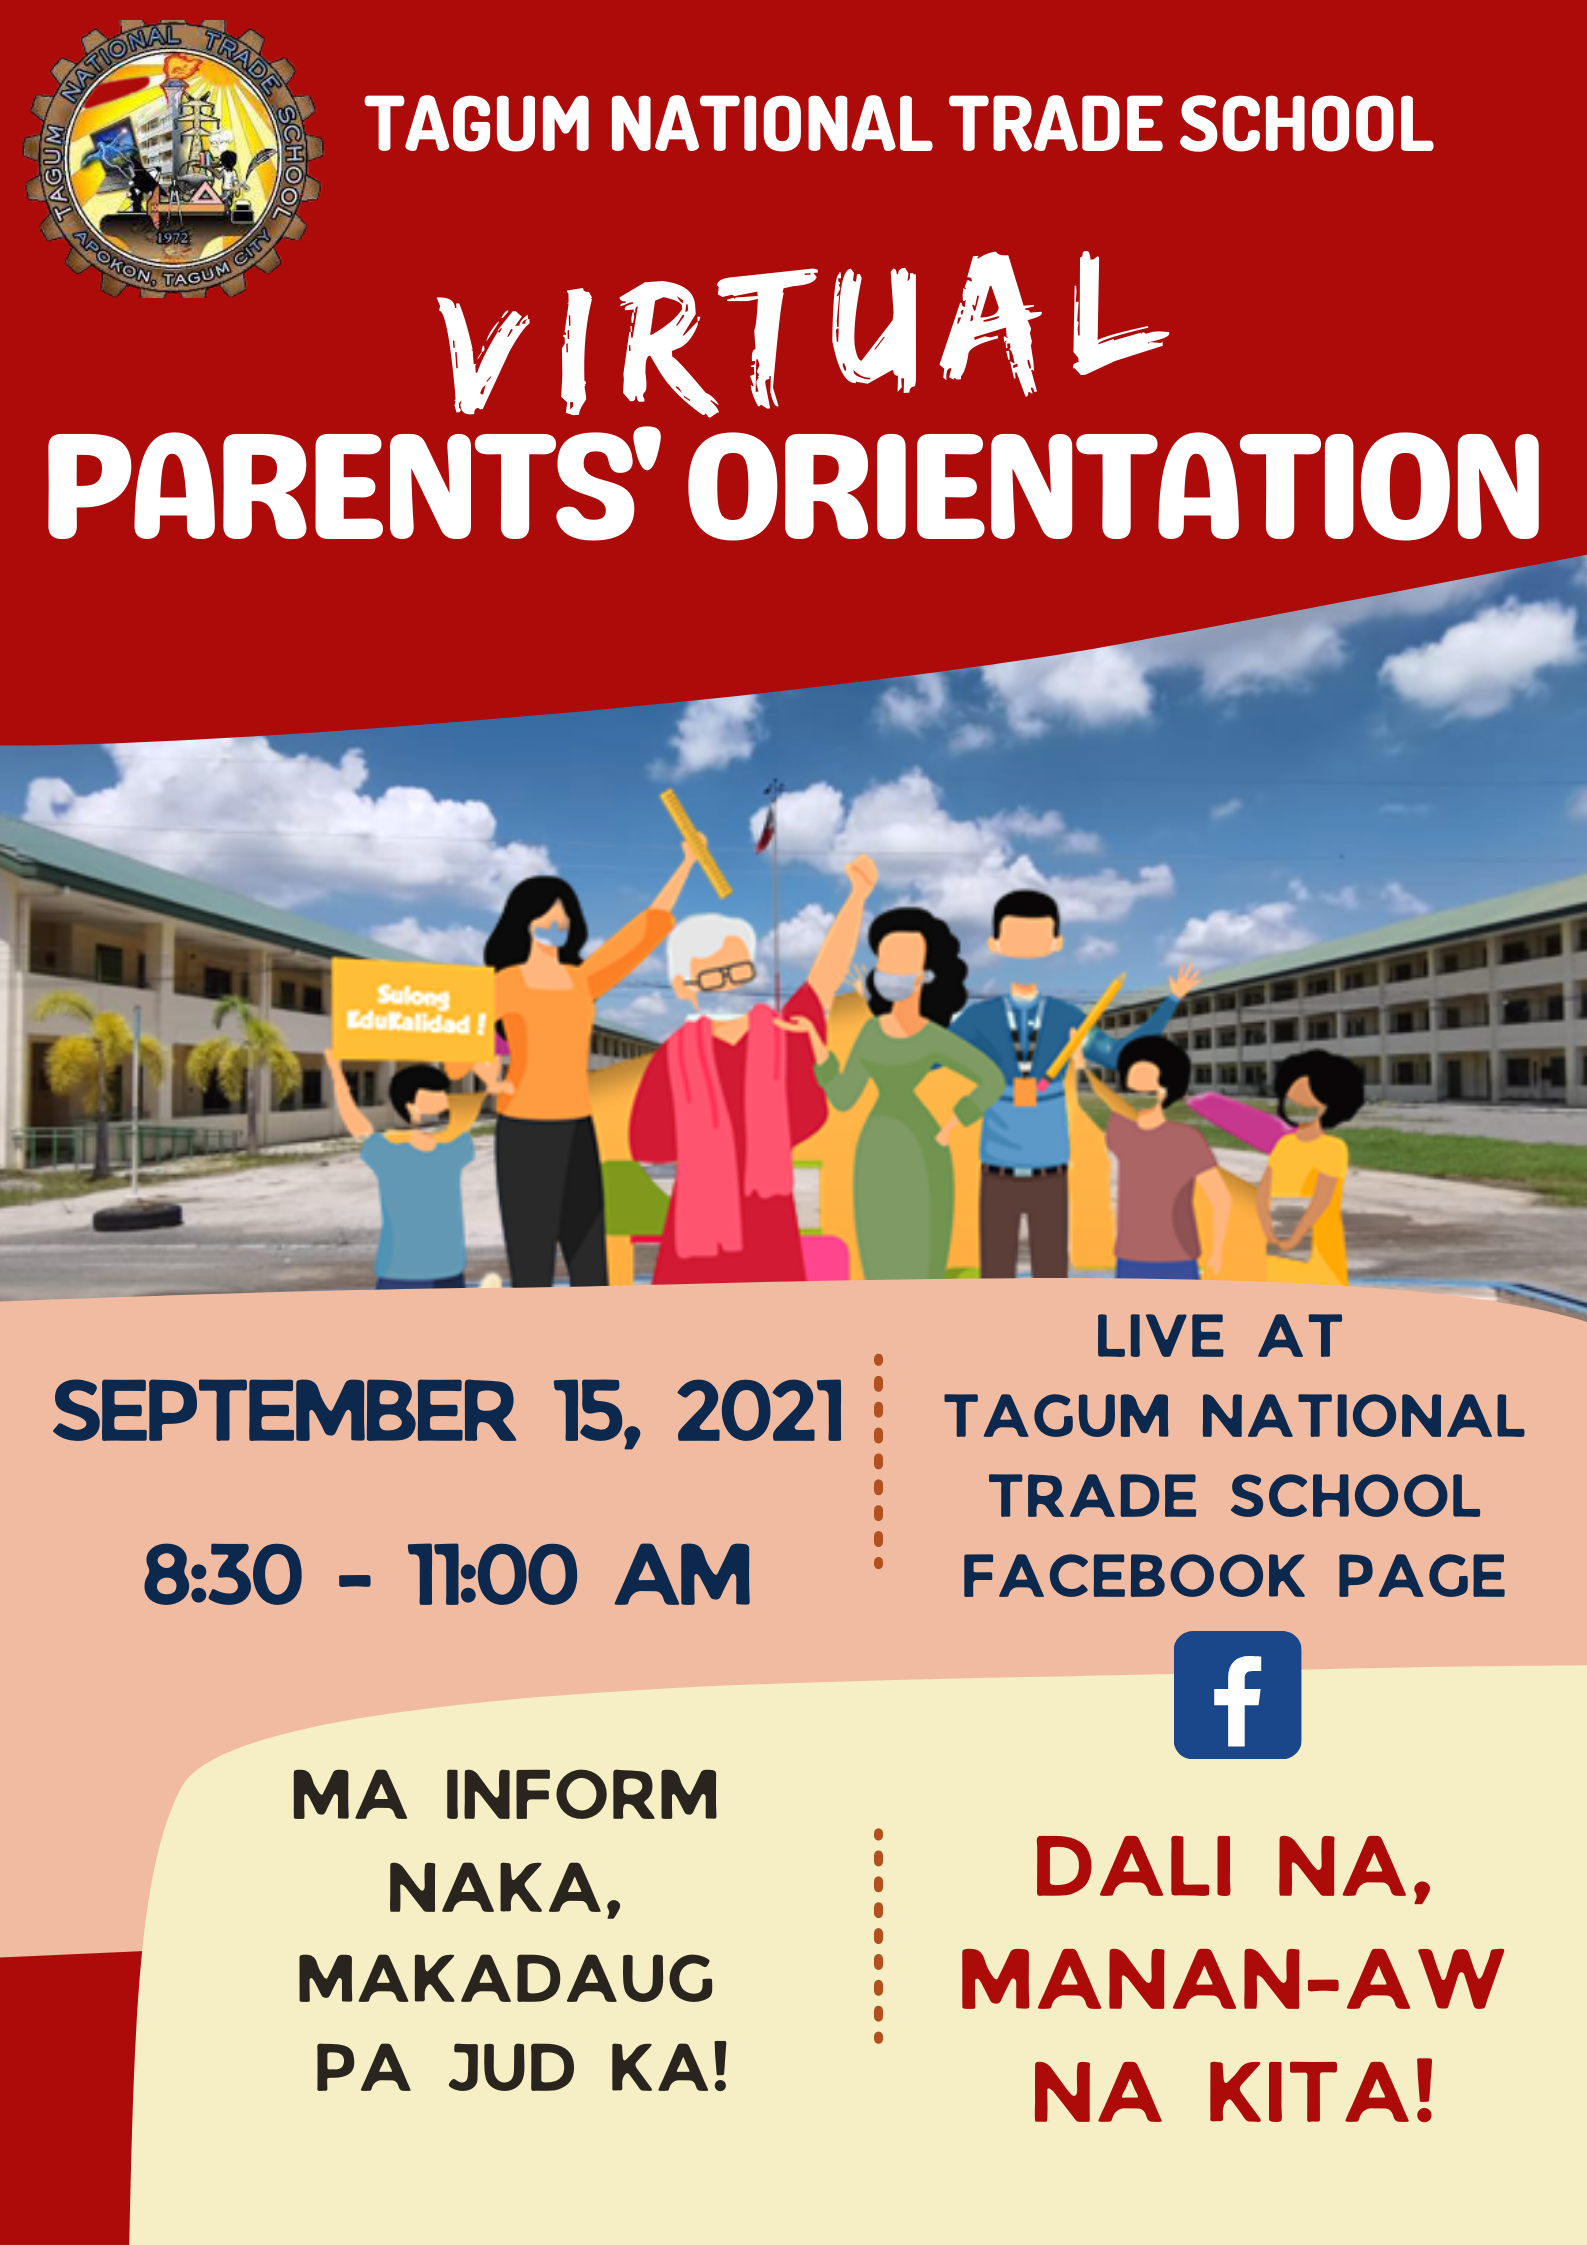 TAGUM NATIONAL TRADE SCHOOL
APOKON, TAGUM CITY
1972
TAGUM NATIONAL TRADE SCHOOL
VIRTUAL
PARENTS' ORIENTATION
Sulong
EduKalidad !
SEPTEMBER 15, 2021
8:30 - 11:00 AM
LIVE AT
TAGUM NATIONAL
TRADE SCHOOL
FACEBOOK PAGE
f
MA INFORM
NAKA,
MAKADAUG
PA JUD KA!
DALI NA,
MANAN-AW
NA KITA!